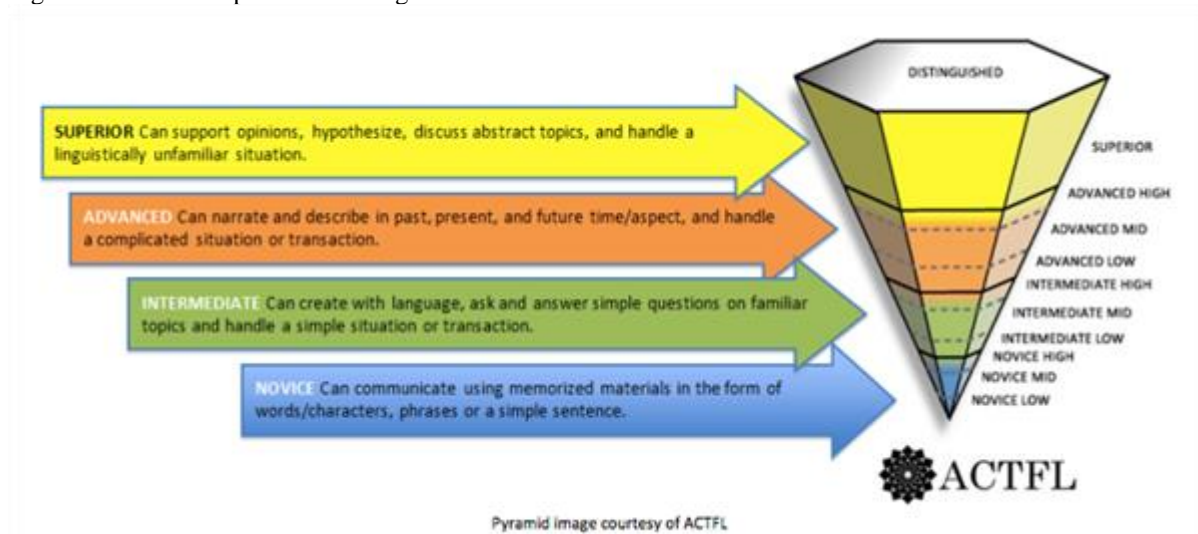 SUPERIOR Can support opinions, hypothesize, discuss abstract topics, and handle a
linguistically unfamiliar situation.
ADVANCED Can narrate and describe in past, present, and future time/aspect, and handle
a complicated situation or transaction.
INTERMEDIATE Can create with language, ask and answer simple questions on familiar
topics and handle a simple situation or transaction.
NOVICE Can communicate using memorized materials in the form of
words/characters, phrases or a simple sentence.
DISTINGUISHED
SUPERIOR
ADVANCED HIGH
ADVANCED MID
ADVANCED LOW
INTERMEDIATE HIGH
INTERMEDIATE MID
INTERMEDIATE LOW
NOVICE HIGH
NOVICE MID
NOVICE LOW
ACTFL
Pyramid image courtesy of ACTFL